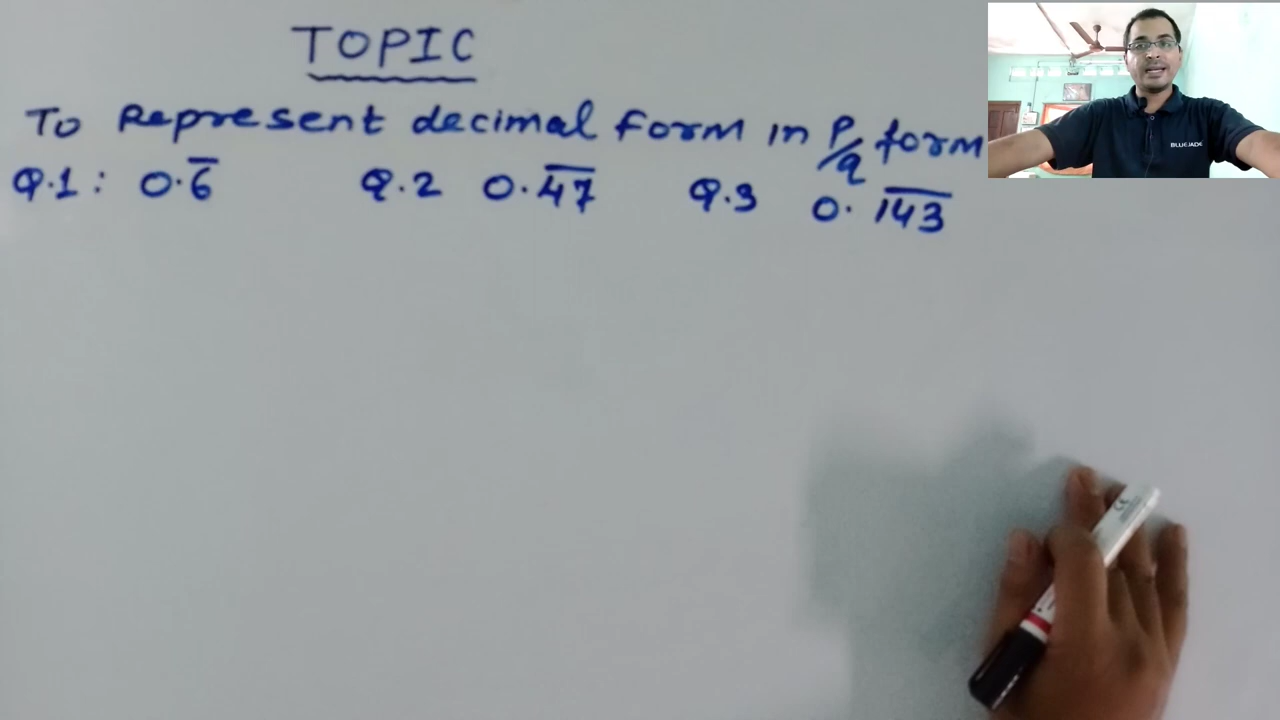 TOPIC
To Represent decimal form in P/q form
Q.1: 0.6̅ Q.2 0.4̅7̅ Q.3 0.1̅4̅3̅
BLUEJADE
CE